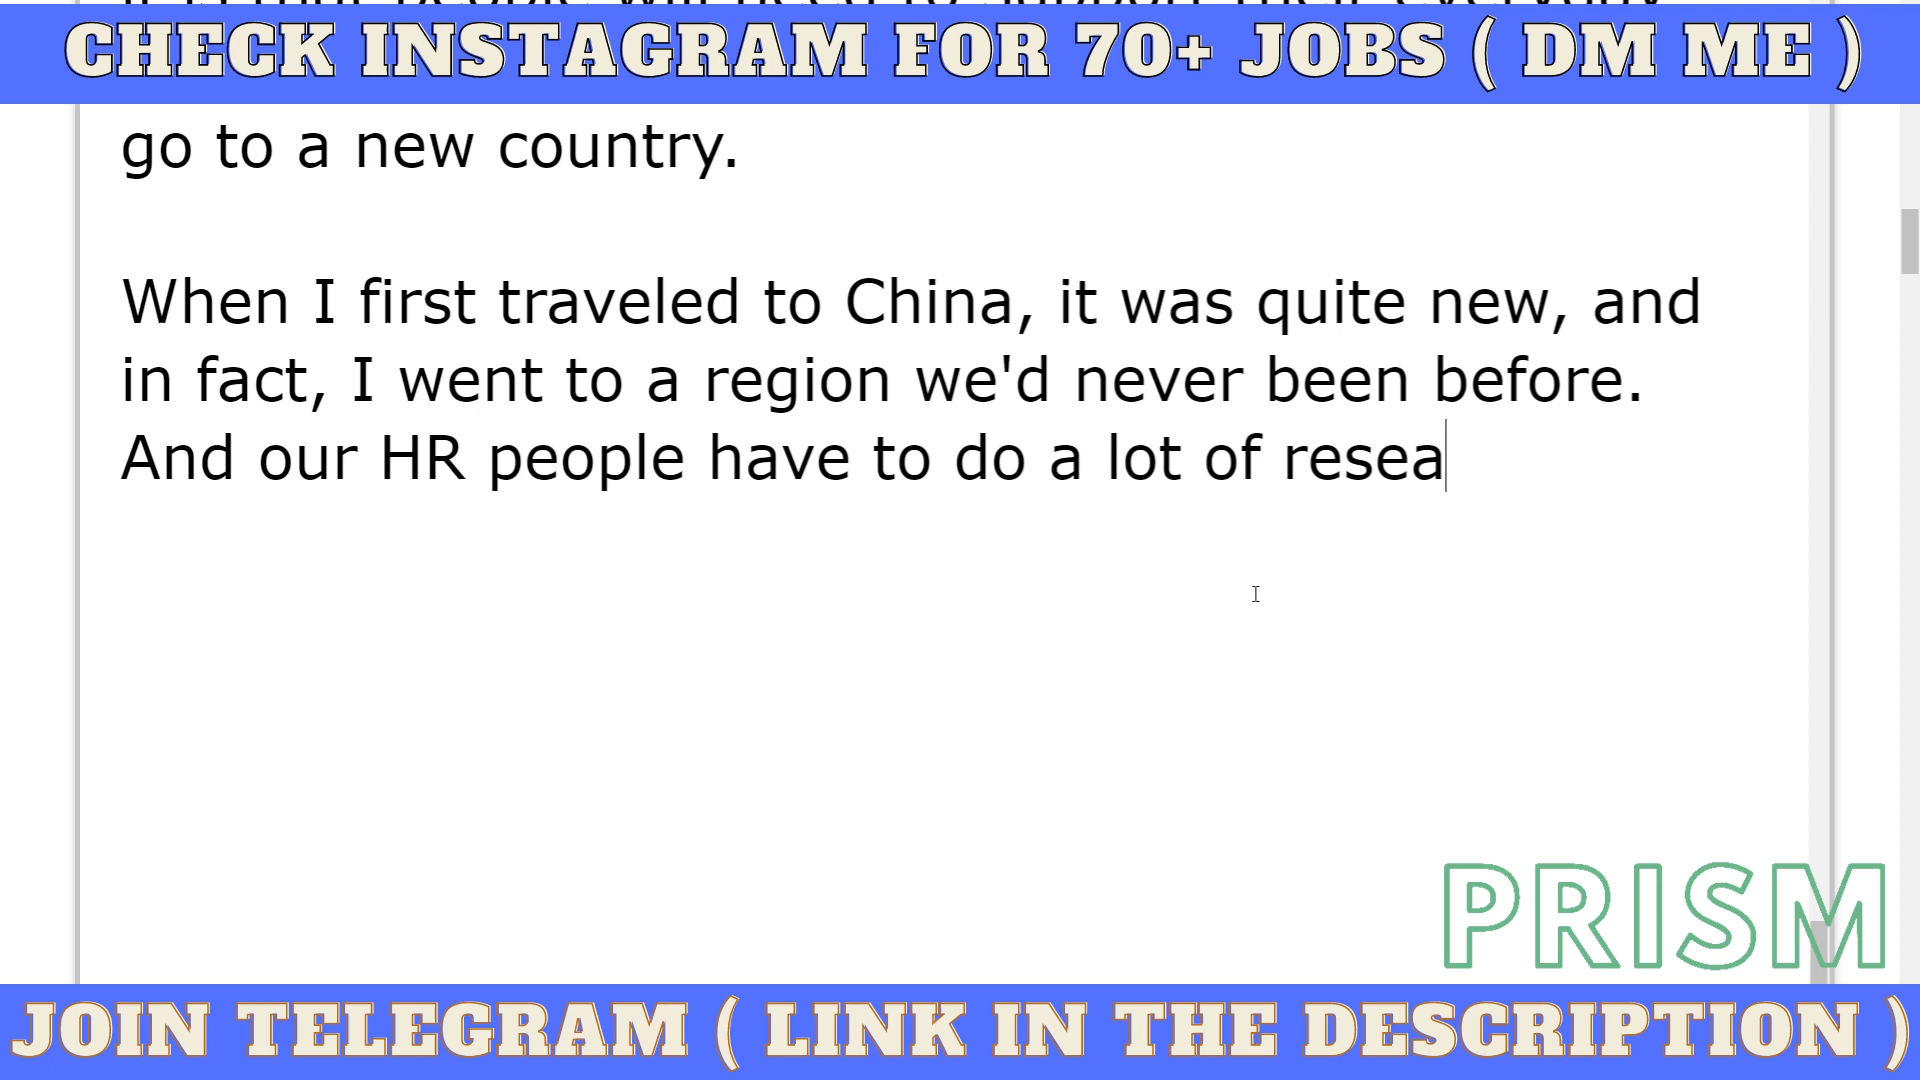 CHECK INSTAGRAM FOR 70+ JOBS ( DM ME )
go to a new country.
When I first traveled to China, it was quite new, and
in fact, I went to a region we'd never been before.
And our HR people have to do a lot of resea
PRISM
JOIN TELEGRAM ( LINK IN THE DESCRIPTION )